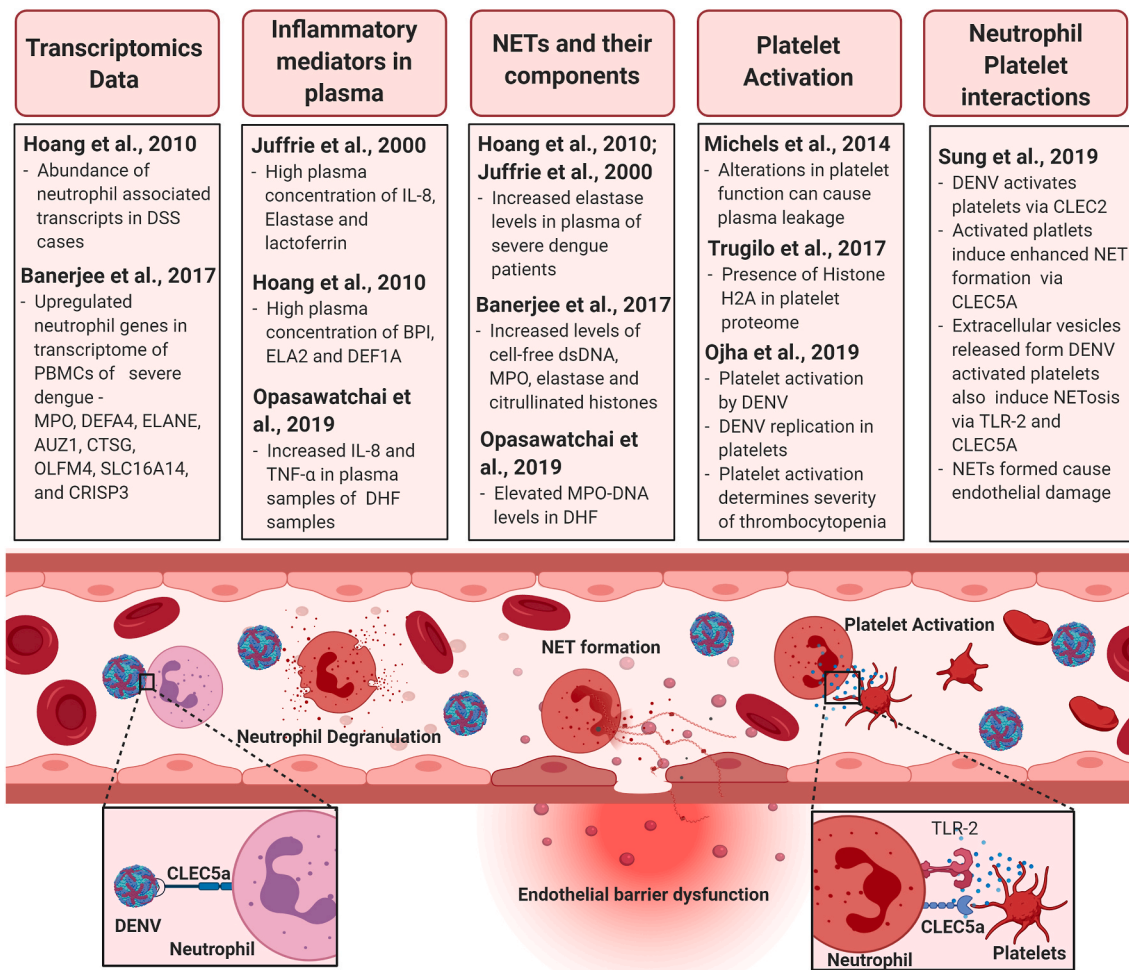 Transcriptomics
Data
Inflammatory
mediators in
plasma
NETs and their
components
Platelet
Activation
Neutrophil
Platelet
interactions
Hoang et al., 2010
- Abundance of
neutrophil associated
transcripts in DSS
cases
Banerjee et al., 2017
- Upregulated
neutrophil genes in
transcriptome of
PBMCs of severe
dengue -
MPO, DEFA4, ELANE,
AUZ1, CTSG,
OLFM4, SLC16A14,
and CRISP3
Juffrie et al., 2000
- High plasma
concentration of IL-8,
Elastase and
lactoferrin
Hoang et al., 2010
- High plasma
concentration of BPI,
ELA2 and DEF1A
Opasawatchai et
al., 2019
- Increased IL-8 and
TNF-α in plasma
samples of DHF
samples
Hoang et al., 2010;
Juffrie et al., 2000
- Increased elastase
levels in plasma of
severe dengue
patients
Banerjee et al., 2017
- Increased levels of
cell-free dsDNA,
MPO, elastase and
citrullinated histones
Opasawatchai et
al., 2019
- Elevated MPO-DNA
levels in DHF
Michels et al., 2014
- Alterations in platelet
function can cause
plasma leakage
Trugilo et al., 2017
- Presence of Histone
H2A in platelet
proteome
Ojha et al., 2019
- Platelet activation
by DENV
- DENV replication in
platelets
- Platelet activation
determines severity
of thrombocytopenia
Sung et al., 2019
- DENV activates
platelets via CLEC2
- Activated platlets
induce enhanced NET
formation via
CLEC5A
- Extracellular vesicles
released form DENV
activated platelets
also induce NETosis
via TLR-2 and
CLEC5A
- NETs formed cause
endothelial damage
Neutrophil Degranulation
NET formation
Platelet Activation
CLEC5a
DENV
Neutrophil
Endothelial barrier dysfunction
TLR-2
CLEC5a
Platelets
Neutrophil